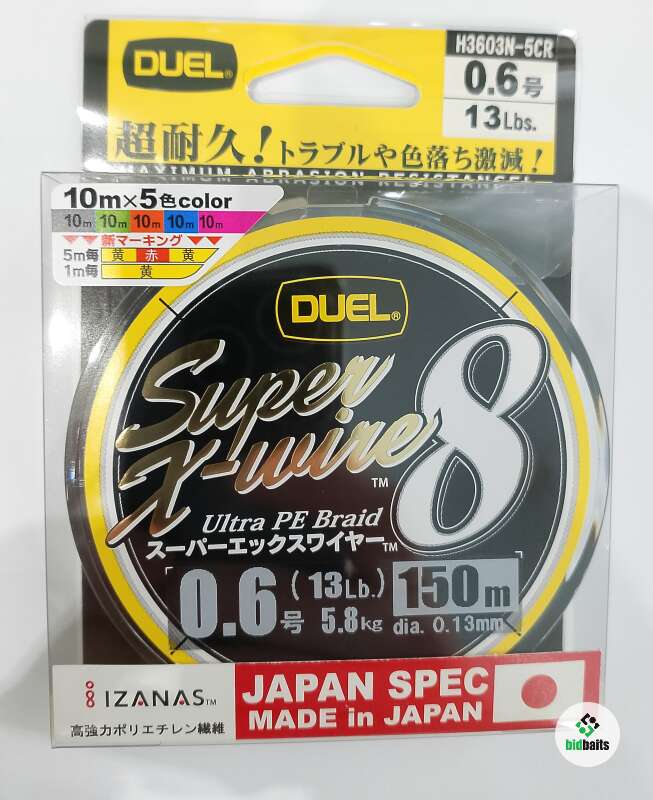 DUEL®
H3603N-5CR
0.6号
13Lbs.
超耐久!トラブルや色落ち激減!
MAXIMUM ABRASION RESISTANCE!
10m×5色color
10m 10m 10m 10m 10m
新マーキング
5m毎 黄 赤 黄
1m毎 黄
DUEL®
Super
X-wire 8
TM
Ultra PE Braid
スーパーエックスワイヤー TM
0.6号 (13Lb.) 5.8kg
150m
dia. 0.13mm
IZANAS TM
高強力ポリエチレン繊維
JAPAN SPEC
MADE in JAPAN
bidbaits